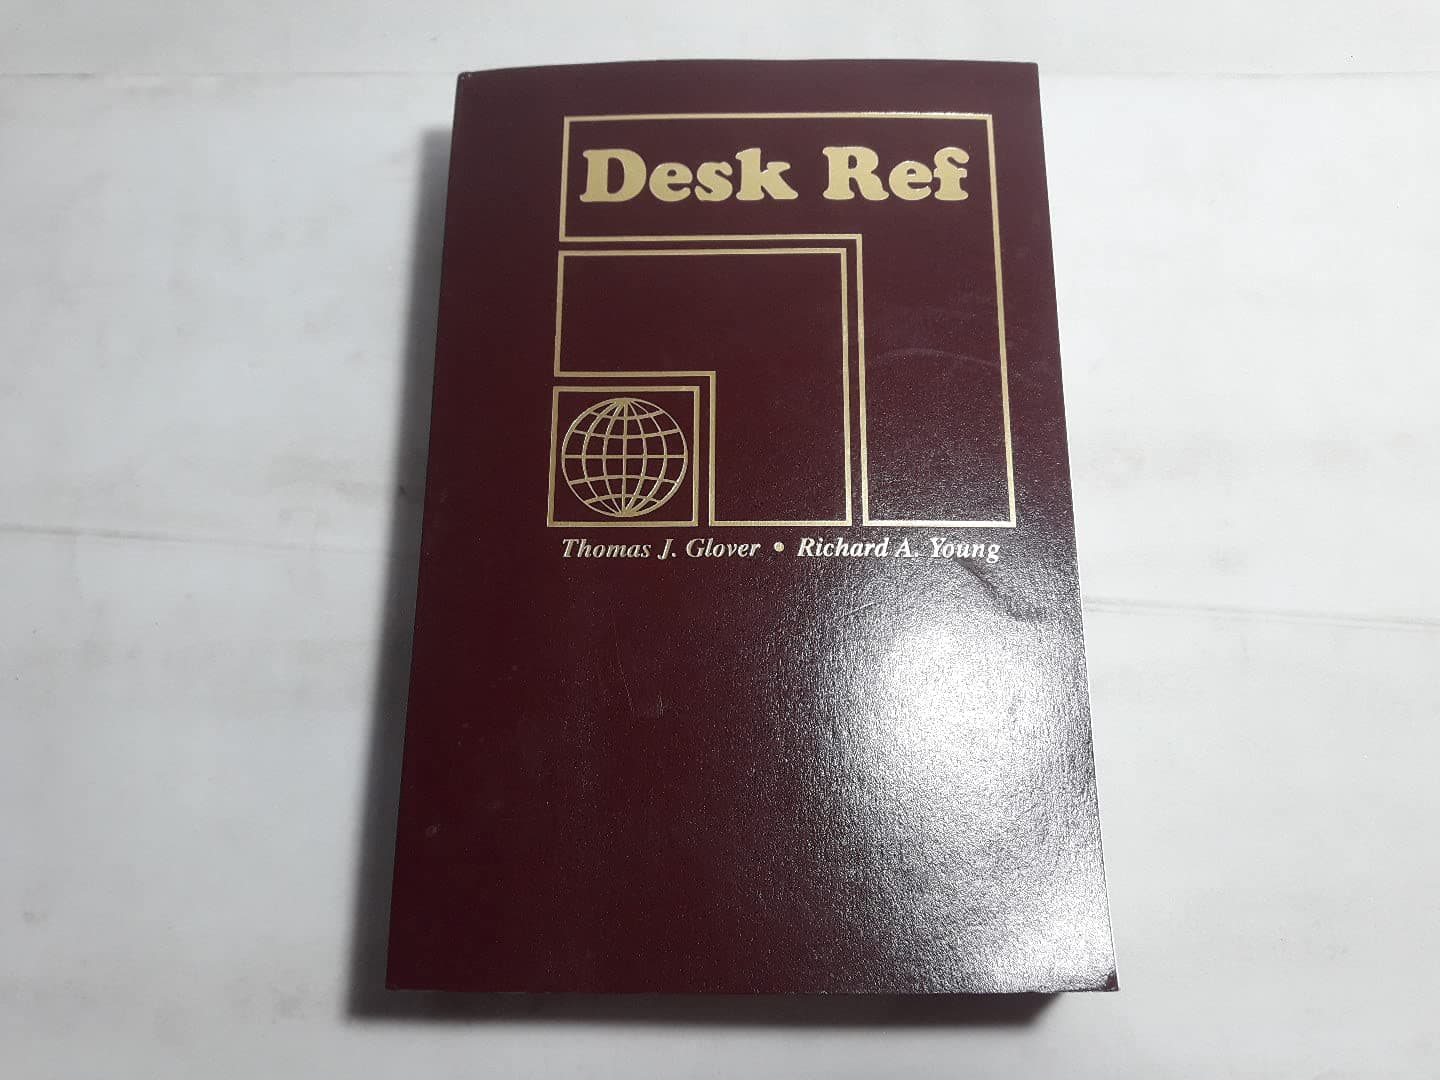 Desk Ref
Thomas J. Glover • Richard A. Young